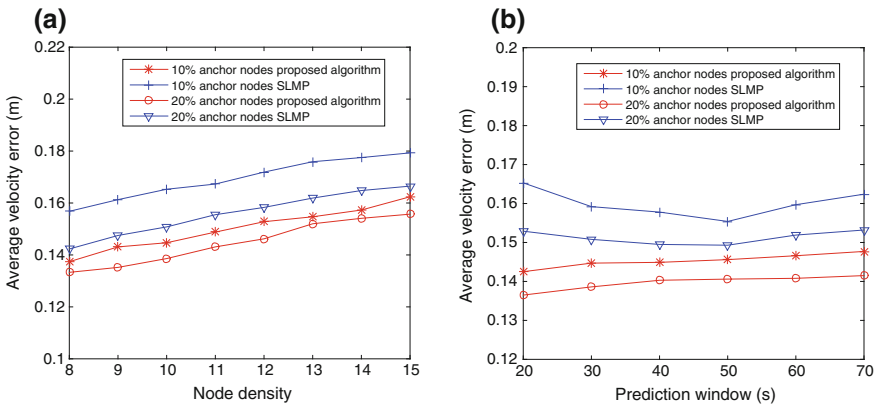 (a)
0.22
0.2
0.18
0.16
0.14
0.12
0.1
8 9 10 11 12 13 14 15
Average velocity error (m)
Node density
10% anchor nodes proposed algorithm
10% anchor nodes SLMP
20% anchor nodes proposed algorithm
20% anchor nodes SLMP
(b)
0.2
0.19
0.18
0.17
0.16
0.15
0.14
0.13
0.12
20 30 40 50 60 70
Average velocity error (m)
Prediction window (s)
10% anchor nodes proposed algorithm
10% anchor nodes SLMP
20% anchor nodes proposed algorithm
20% anchor nodes SLMP